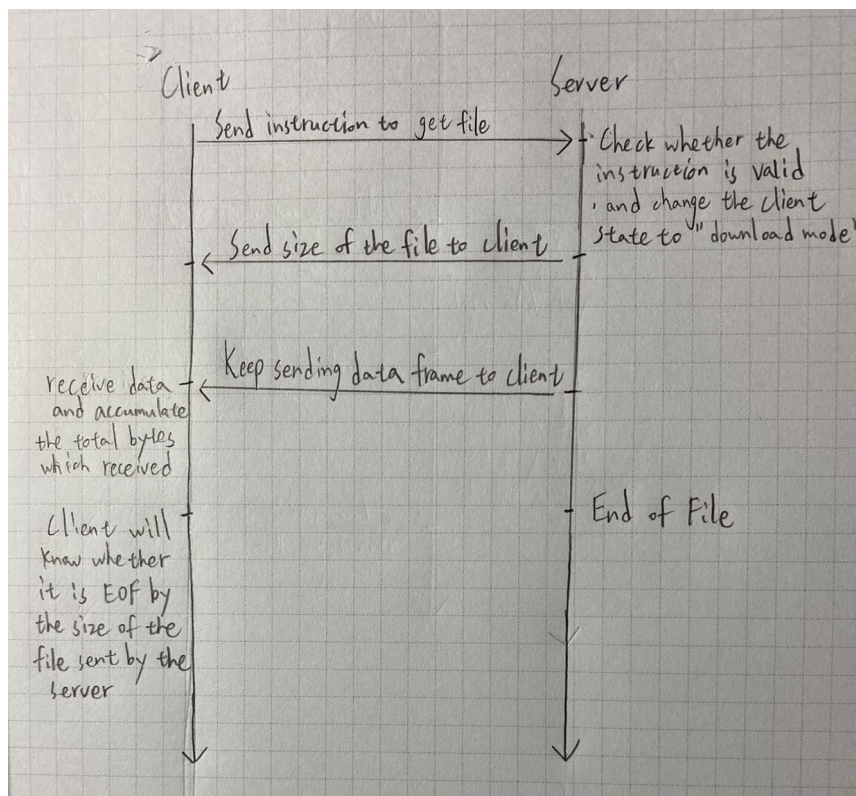 Client
Server
Send instruction to get file
Check whether the
instruction is valid
, and change the client
state to "download mode"
Send size of the file to client
Keep sending data frame to client
receive data
and accumulate
the total bytes
which received
End of File
Client will
know whether
it is EOF by
the size of the
file sent by the
server